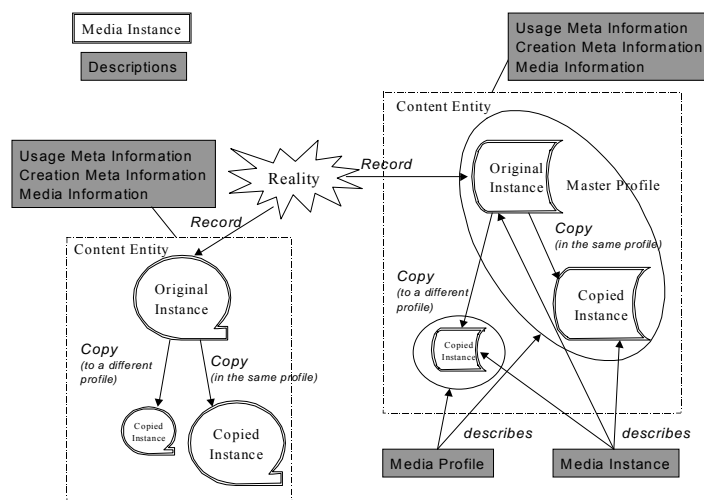 Media Instance
Descriptions
Usage Meta Information
Creation Meta Information
Media Information
Content Entity
Usage Meta Information
Creation Meta Information
Media Information
Reality
Record
Record
Original
Instance
Master Profile
Copy
(in the same profile)
Copy
(to a different
profile)
Copied
Instance
Copied
Instance
Content Entity
Original
Instance
Copy
(to a different
profile)
Copy
(in the same profile)
Copied
Instance
Copied
Instance
describes
describes
Media Profile
Media Instance